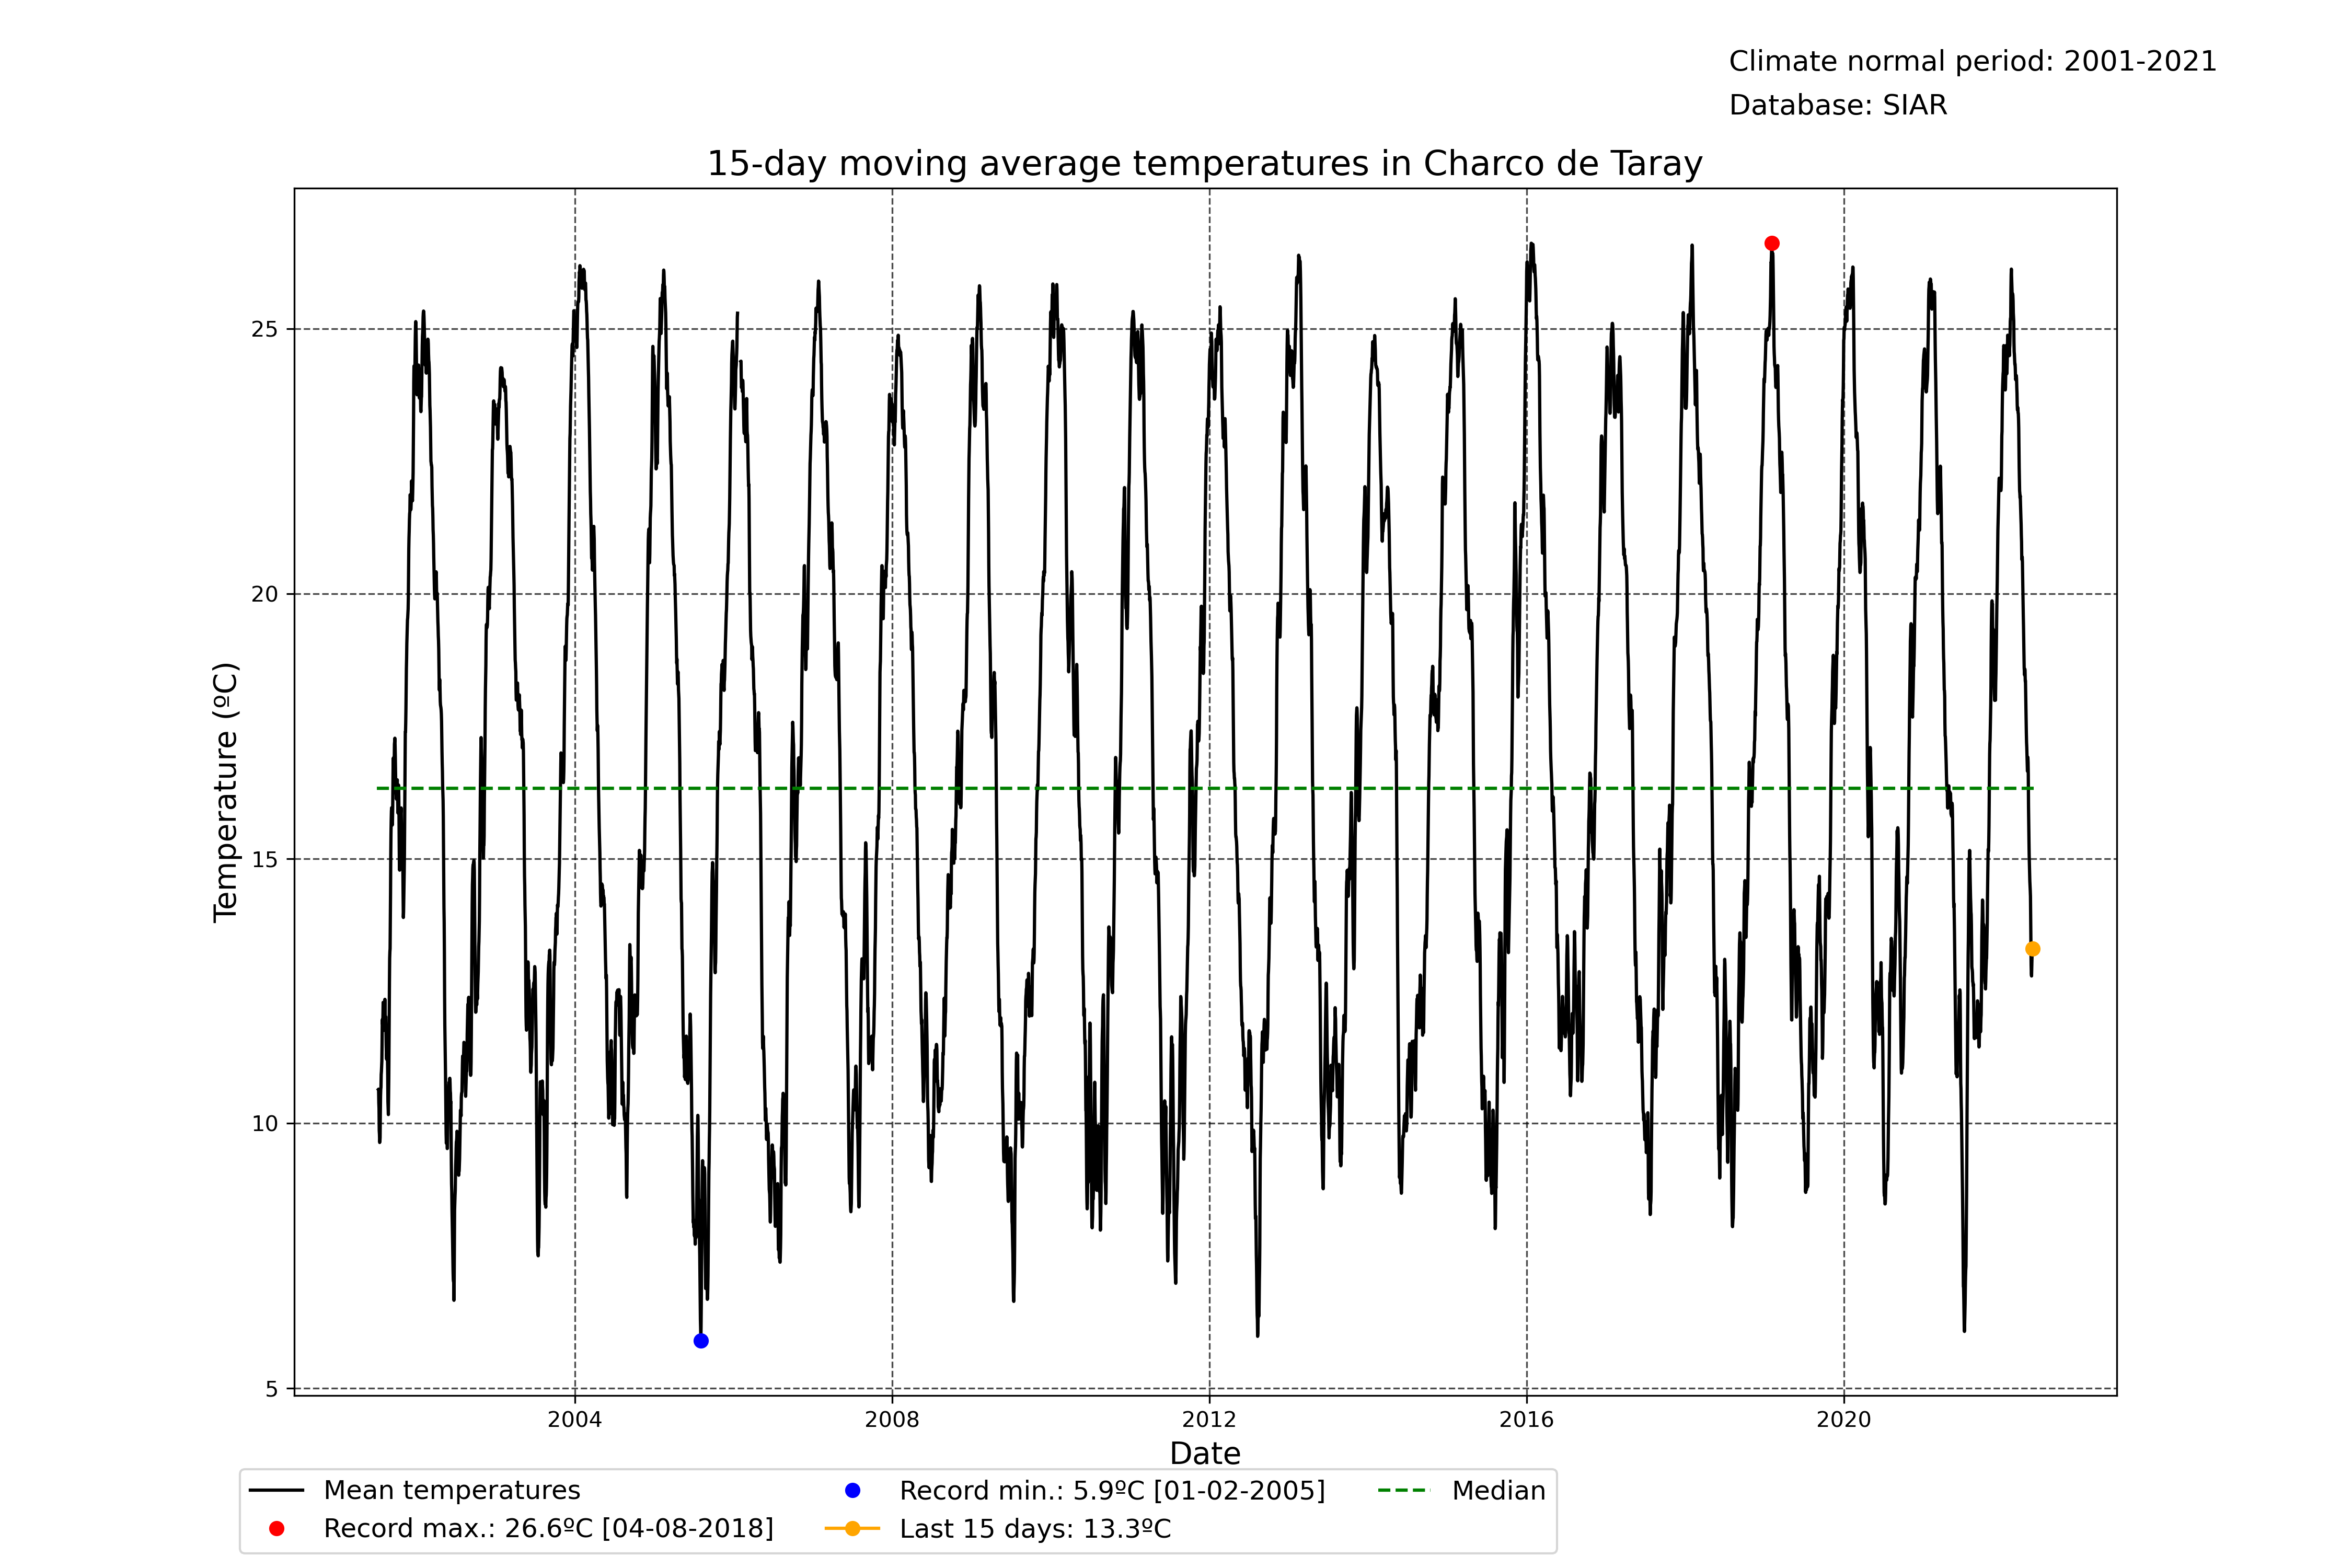 Climate normal period: 2001-2021
Database: SIAR
15-day moving average temperatures in Charco de Taray
Temperature (ºC)
25
20
15
10
5
2004 2008 2012 2016 2020
Date
Mean temperatures
Record max.: 26.6ºC [04-08-2018]
Record min.: 5.9ºC [01-02-2005]
Last 15 days: 13.3ºC
Median